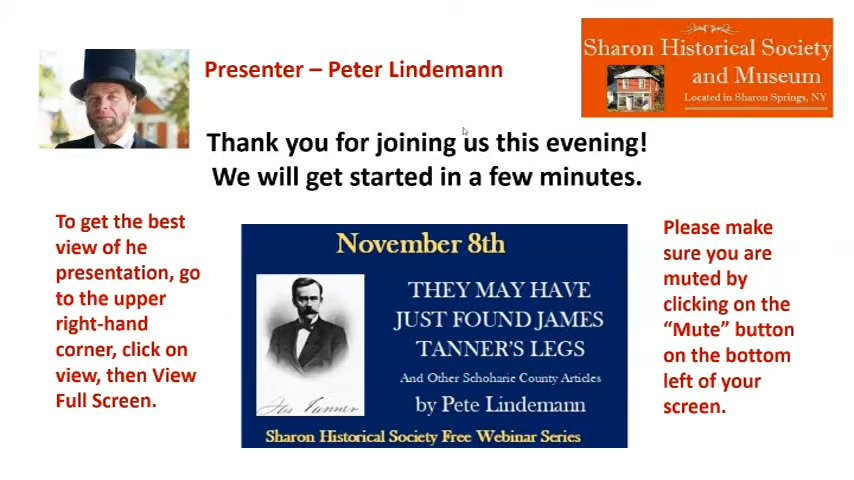 Presenter – Peter Lindemann
Sharon Historical Society
and Museum
Located in Sharon Springs, NY
Thank you for joining us this evening!
We will get started in a few minutes.
To get the best
view of he
presentation, go
to the upper
right-hand
corner, click on
view, then View
Full Screen.
November 8th
THEY MAY HAVE
JUST FOUND JAMES
TANNER'S LEGS
And Other Schoharie County Articles
by Pete Lindemann
Jas Tanner
Sharon Historical Society Free Webinar Series
Please make
sure you are
muted by
clicking on the
“Mute” button
on the bottom
left of your
screen.